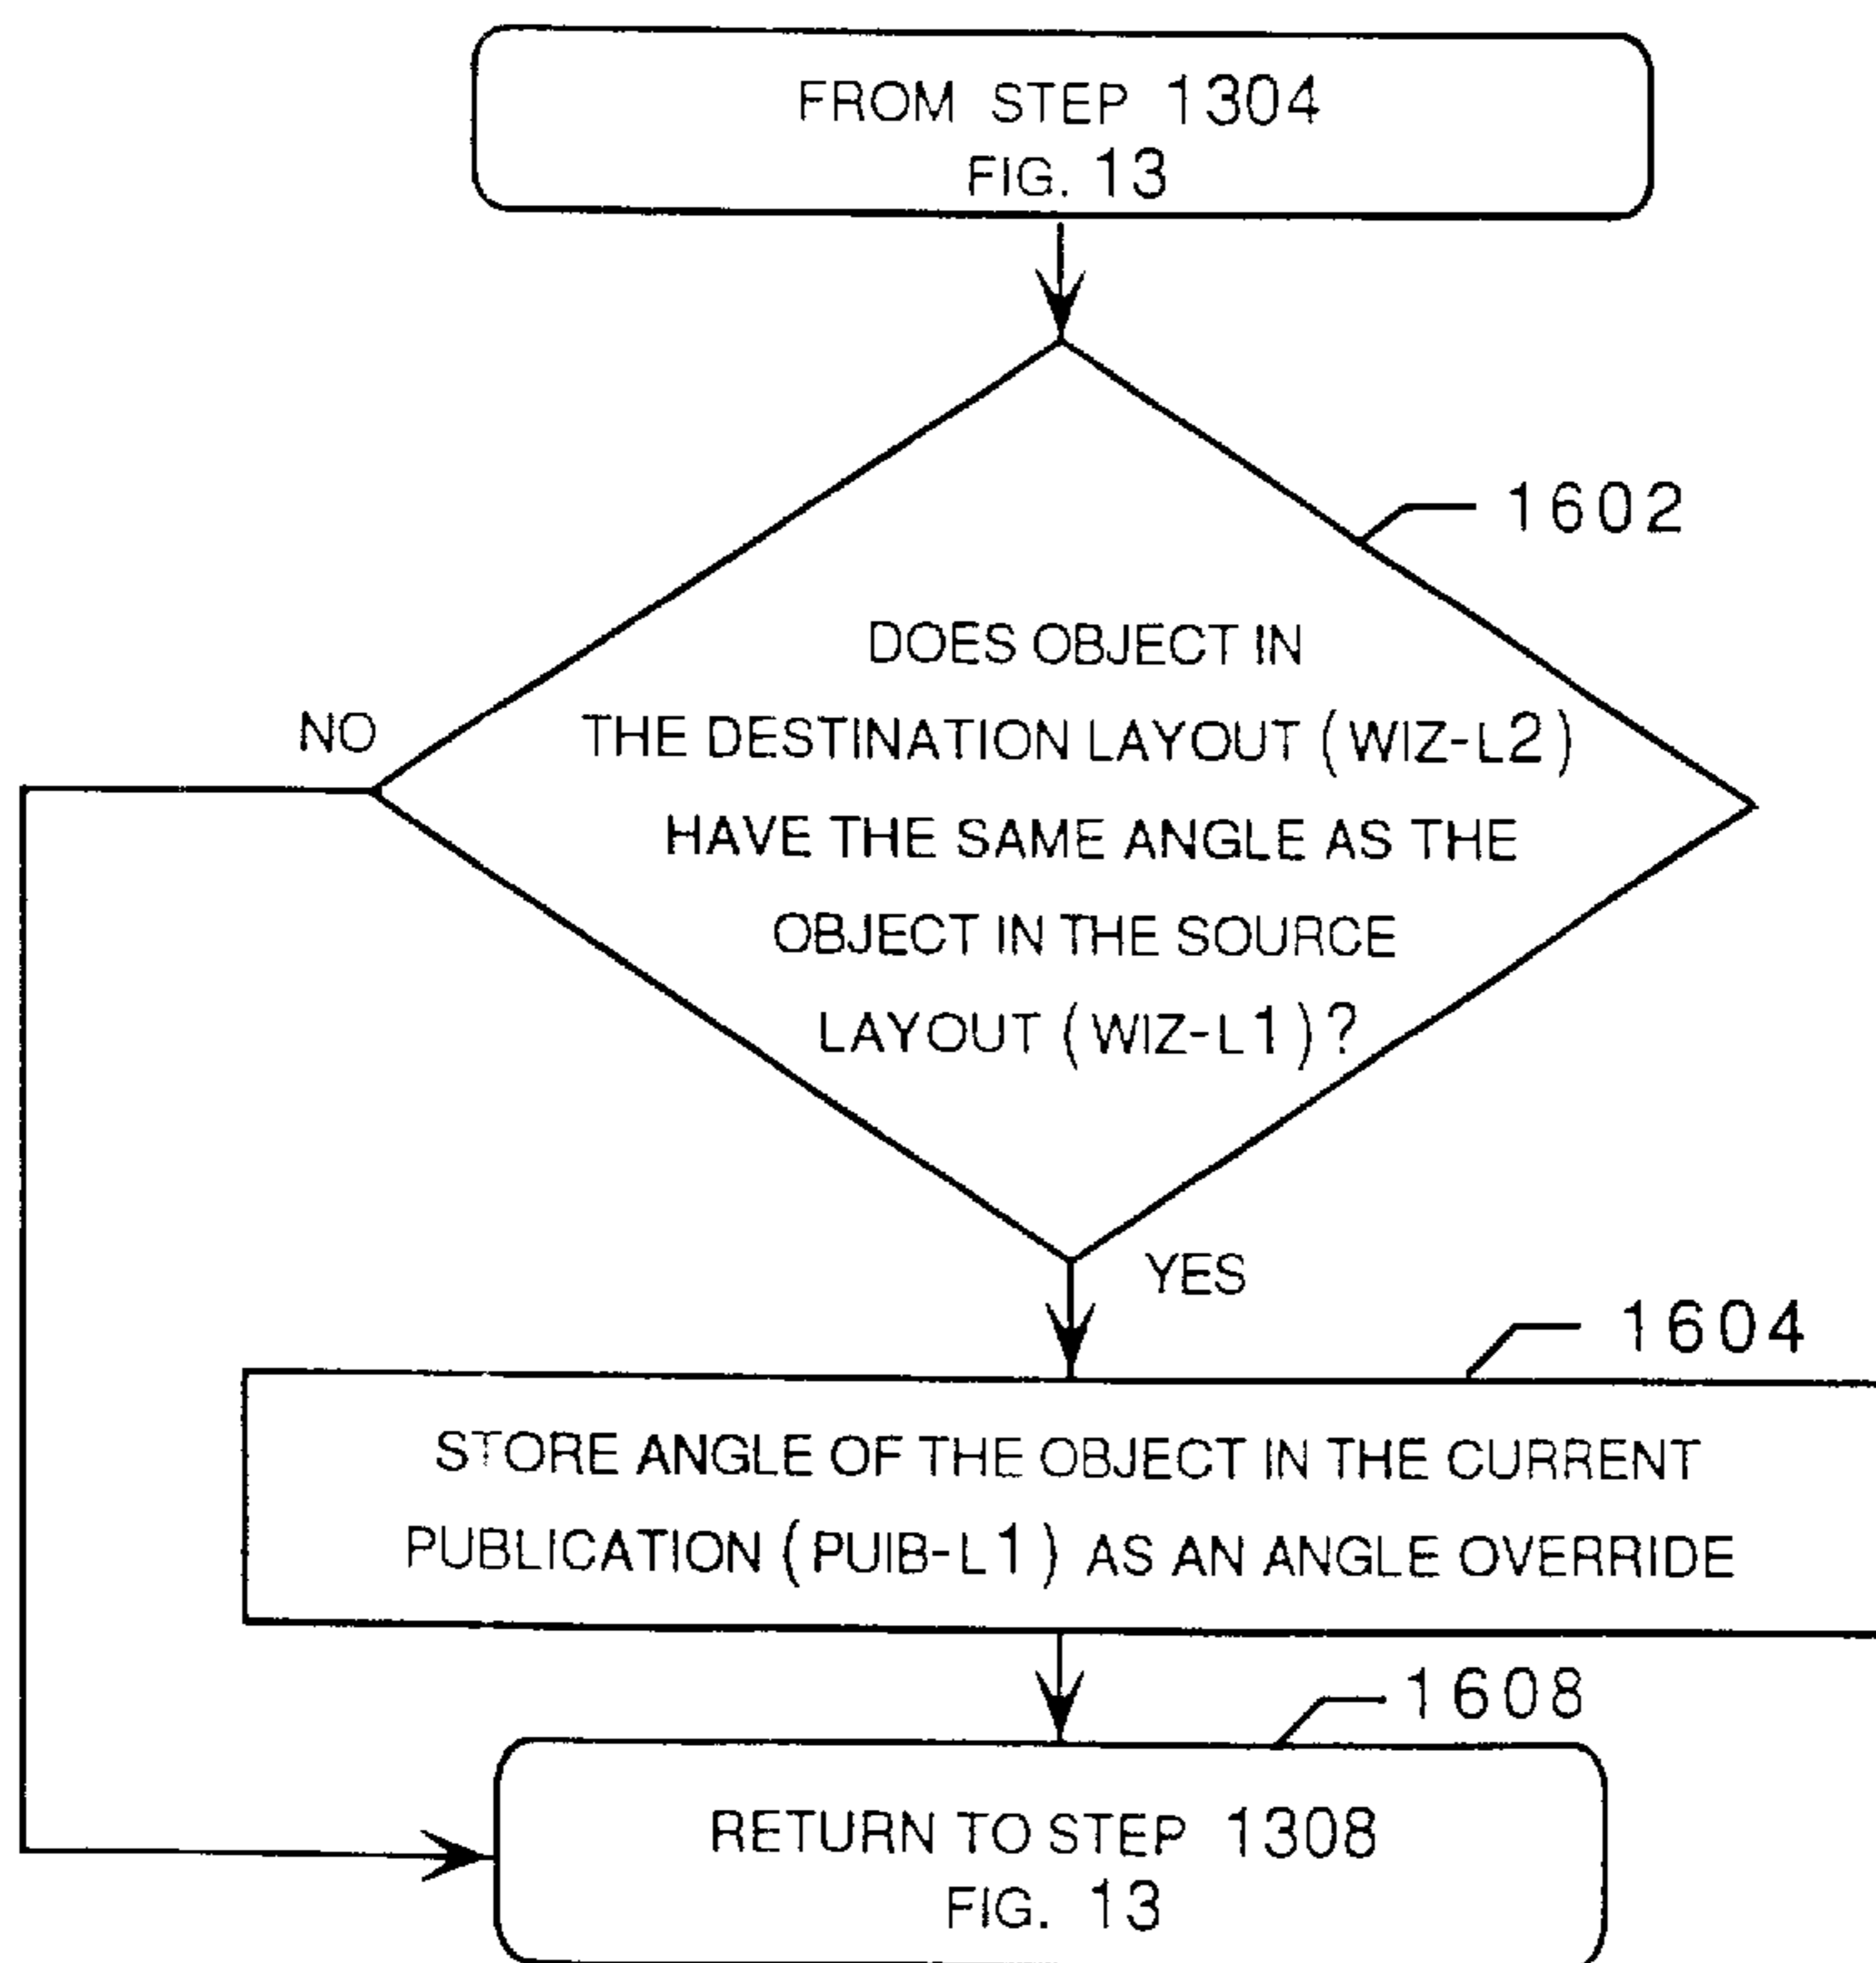 FROM STEP 1304
FIG. 13
1602
DOES OBJECT IN
THE DESTINATION LAYOUT (WIZ-L2)
HAVE THE SAME ANGLE AS THE
OBJECT IN THE SOURCE
LAYOUT (WIZ-L1)?
NO
YES
1604
STORE ANGLE OF THE OBJECT IN THE CURRENT
PUBLICATION (PUIB-L1) AS AN ANGLE OVERRIDE
1608
RETURN TO STEP 1308
FIG. 13